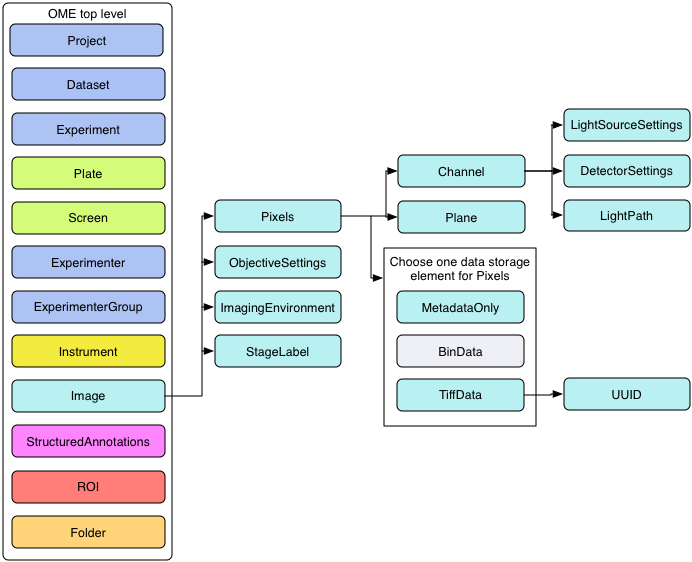 OME top level
Project
Dataset
Experiment
Plate
Screen
Experimenter
ExperimenterGroup
Instrument
Image
StructuredAnnotations
ROI
Folder
Pixels
ObjectiveSettings
ImagingEnvironment
StageLabel
Channel
Plane
Choose one data storage
element for Pixels
MetadataOnly
BinData
TiffData
LightSourceSettings
DetectorSettings
LightPath
UUID